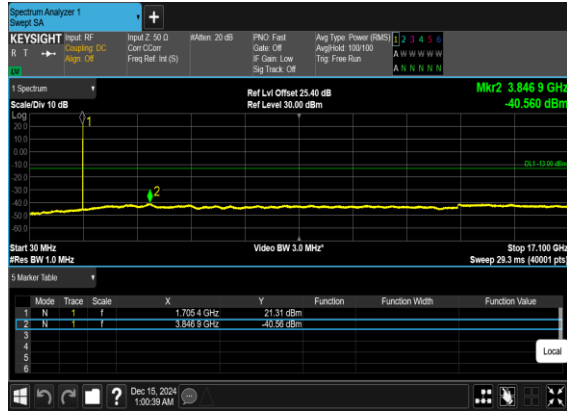 Spectrum Analyzer 1
Swept SA
+
KEYSIGHT Input: RF Input Z: 50 Ω #Atten: 20 dB PNO: Fast Avg Type: Power (RMS) 1 2 3 4 5 6
R T Coupling: DC Corr CCorr Gate: Off Avg|Hold: 100/100 A W W W W W
Align: Off Freq Ref: Int (S) IF Gain: Low Trig: Free Run
Sig Track: Off A N N N N N
1 Spectrum
Ref Lvl Offset 25.40 dB Mkr2 3.846 9 GHz
Scale/Div 10 dB Ref Level 30.00 dBm -40.560 dBm
Log
1
20.0
10.0
0.00
-10.0
DL1 -13.00 dBm
-20.0
-30.0
2
-40.0
-50.0
-60.0
Start 30 MHz Video BW 3.0 MHz* Stop 17.100 GHz
#Res BW 1.0 MHz Sweep 29.3 ms (40001 pts)
5 Marker Table
Mode Trace Scale X Y Function Function Width Function Value
1 N 1 f 1.705 4 GHz 21.31 dBm
2 N 1 f 3.846 9 GHz -40.56 dBm
3
4
5
6
Local
? Dec 15, 2024
1:00:39 AM